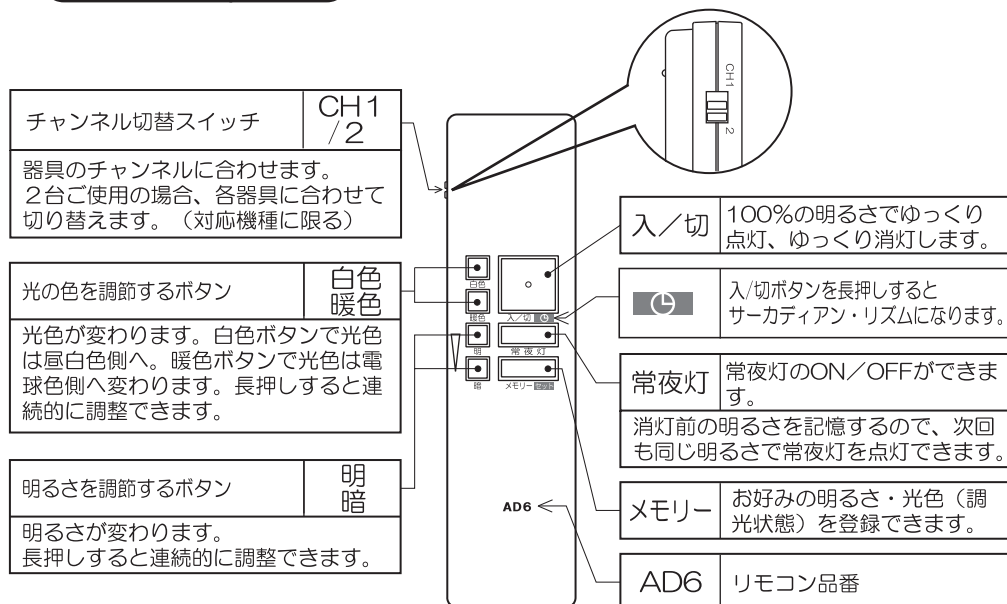 チャンネル切替スイッチ
CH1
/2
器具のチャンネルに合わせます。
２台ご使用の場合、各器具に合わせて
切り替えます。（対応機種に限る）
光の色を調節するボタン
白色
暖色
光色が変わります。白色ボタンで光色
は昼白色側へ。暖色ボタンで光色は電
球色側へ変わります。長押しすると連
続的に調整できます。
明るさを調節するボタン
明
暗
明るさが変わります。
長押しすると連続的に調整できます。
CH1
2
白色
暖色
入/切
明
常夜灯
暗
メモリー セット
AD6
入／切
100%の明るさでゆっくり
点灯、ゆっくり消灯します。
入/切ボタンを長押しすると
サーカディアン・リズムになります。
常夜灯
常夜灯のON／OFFができま
す。
消灯前の明るさを記憶するので、次回
も同じ明るさで常夜灯を点灯できます。
メモリー
お好みの明るさ・光色（調
光状態）を登録できます。
AD6
リモコン品番